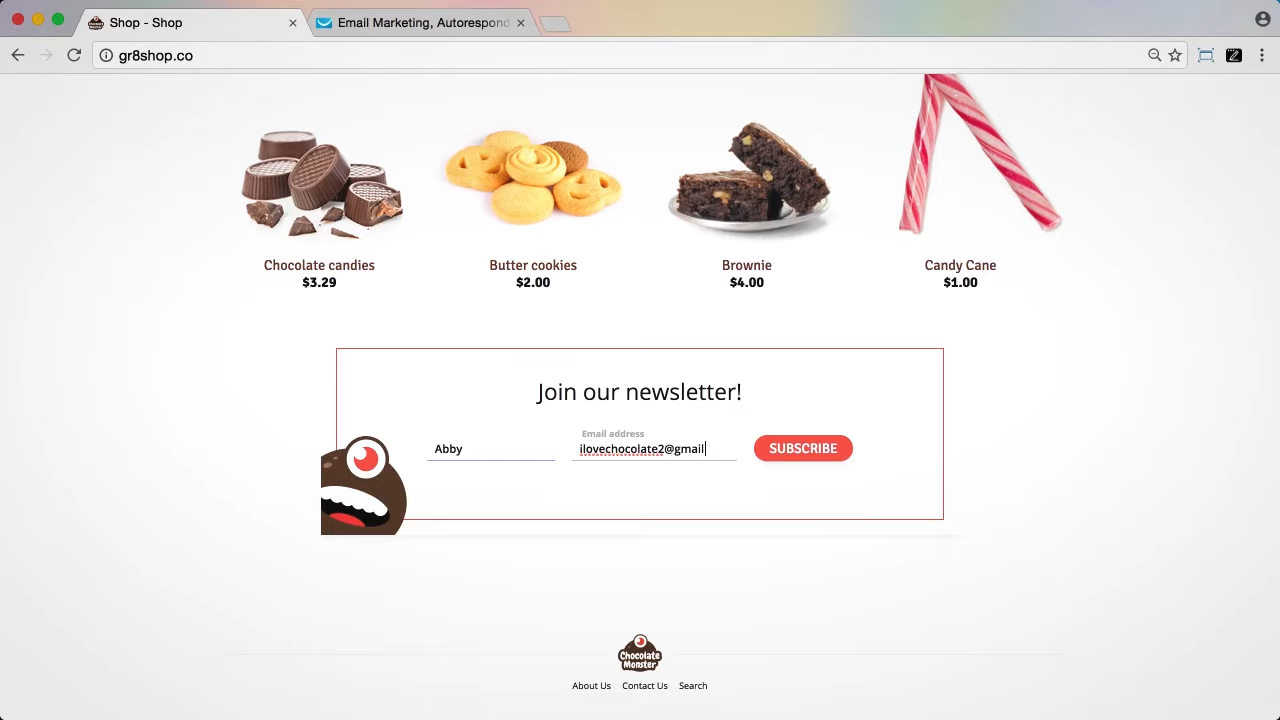 Shop - Shop
Email Marketing, Autorespond
gr8shop.co
Chocolate candies
$3.29
Butter cookies
$2.00
Brownie
$4.00
Candy Cane
$1.00
Join our newsletter!
Email address
Abby
ilovechocolate2@gmail
SUBSCRIBE
Chocolate
Monster
About Us
Contact Us
Search